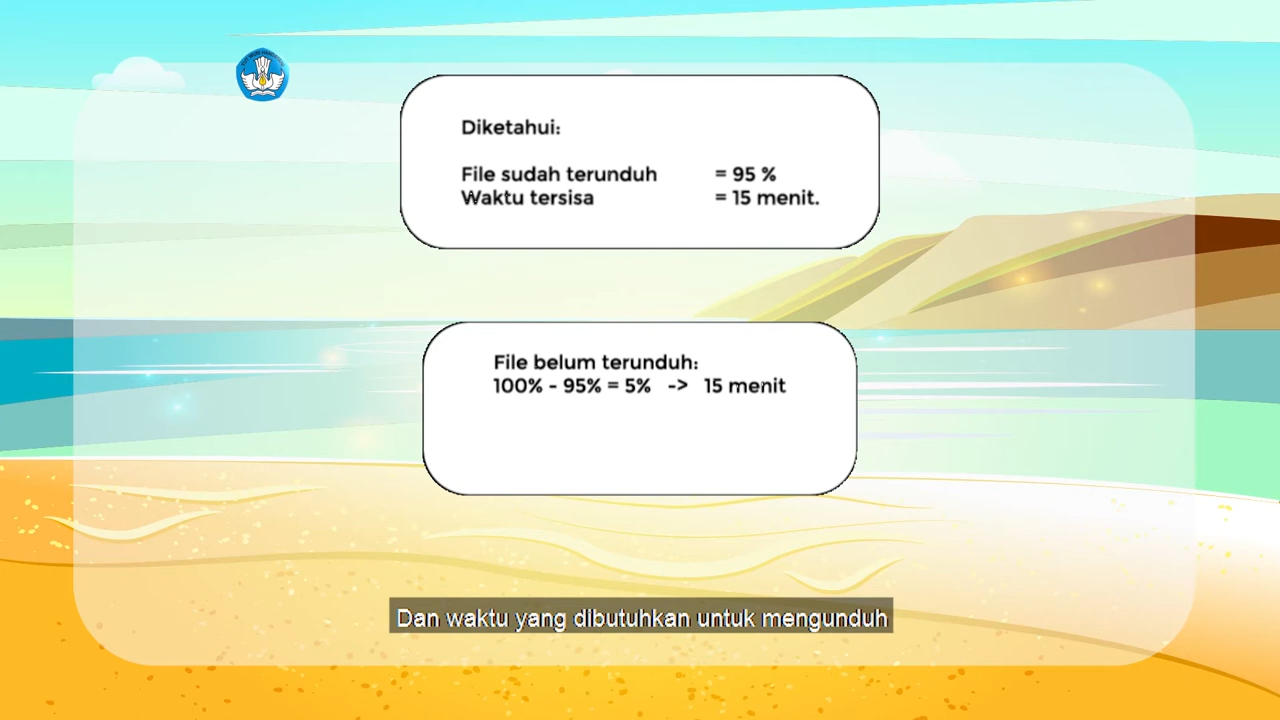 Diketahui:
File sudah terunduh = 95 %
Waktu tersisa = 15 menit.
File belum terunduh:
100% - 95% = 5% -> 15 menit
Dan waktu yang dibutuhkan untuk mengunduh